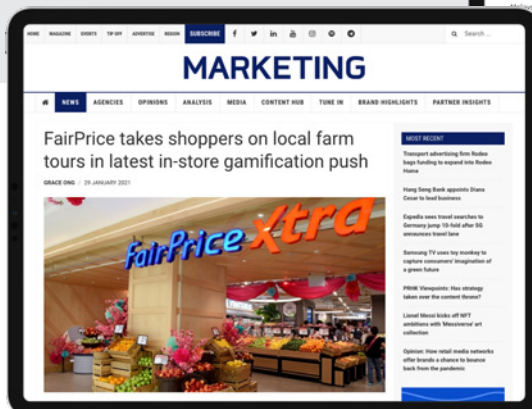 HOME MAGAZINE EVENTS TIP OFF ADVERTISE REGION SUBSCRIBE
Search ...
MARKETING
NEWS AGENCIES OPINIONS ANALYSIS MEDIA CONTENT HUB TUNE IN BRAND HIGHLIGHTS PARTNER INSIGHTS
FairPrice takes shoppers on local farm
tours in latest in-store gamification push
GRACE ONG / 29 JANUARY 2021
FairPrice Xtra
MOST RECENT
Transport advertising firm Rodeo
bags funding to expand into Rodeo
Home
Hang Seng Bank appoints Diana
Cesar to lead business
Expedia sees travel searches to
Germany jump 10-fold after SG
announces travel lane
Samsung TV uses toy monkey to
capture consumers' imagination of
a green future
PRHK Viewpoints: Has strategy
taken over the content throne?
Lionel Messi kicks off NFT
ambitions with 'Messiverse' art
collection
Opinion: How retail media networks
offer brands a chance to bounce
back from the pandemic